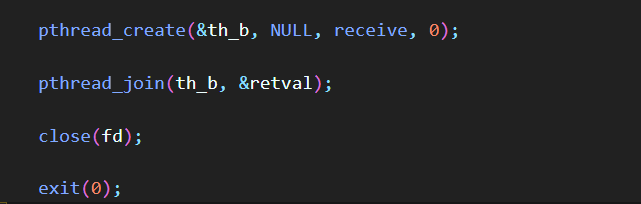 pthread_create(&th_b, NULL, receive, 0);
pthread_join(th_b, &retval);
close(fd);
exit(0);